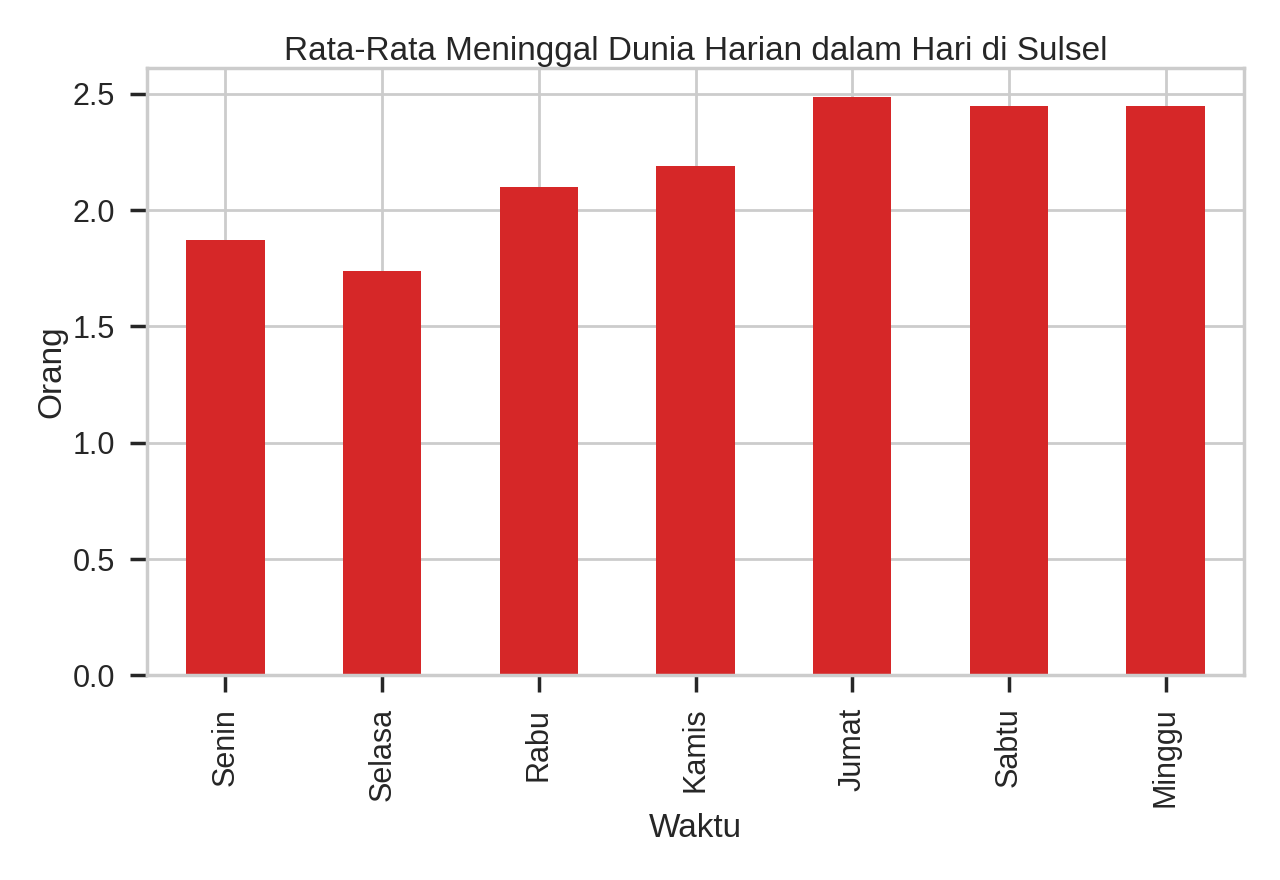 Rata-Rata Meninggal Dunia Harian dalam Hari di Sulsel
2.5
2.0
1.5
1.0
0.5
0.0
Orang
Senin
Selasa
Rabu
Kamis
Jumat
Sabtu
Minggu
Waktu